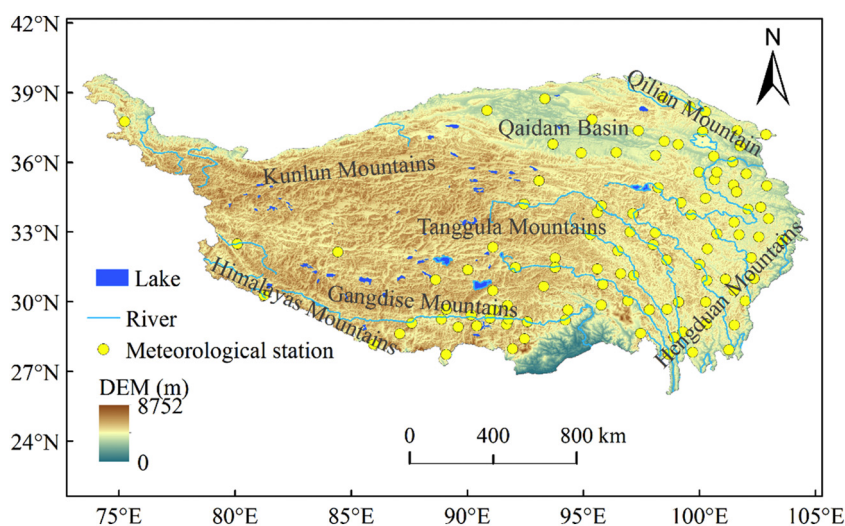 42°N
N
39°N
Qilian Mountain
Qaidam Basin
36°N
Kunlun Mountains
Tanggula Mountains
33°N
Lake
Himalayas Mountains
Gangdise Mountains
Hengduan Mountains
30°N
River
Meteorological station
27°N
DEM (m)
8752
0
24°N
0 400 800 km
75°E 80°E 85°E 90°E 95°E 100°E 105°E